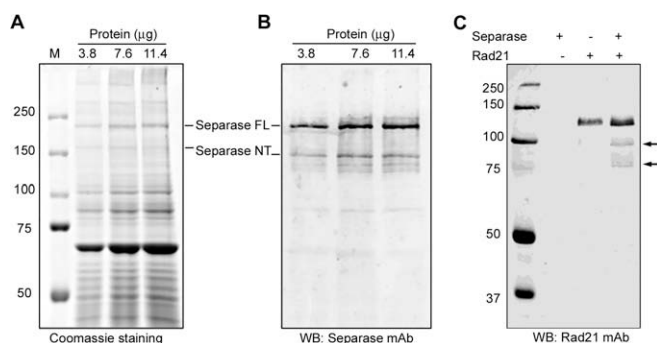 A
Protein (µg)
M 3.8 7.6 11.4
250
150
100
75
50
Coomassie staining
Separase FL
Separase NT
B
Protein (µg)
3.8 7.6 11.4
WB: Separase mAb
C
Separase + - +
Rad21 - + +
250
150
100
75
50
37
WB: Rad21 mAb